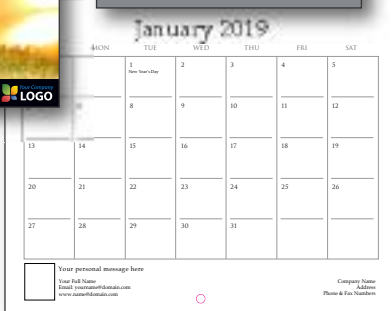 January 2019
MON TUE WED THU FRI SAT
1 2 3 4 5
New Year's Day
8 9 10 11 12
13 14 15 16 17 18 19
20 21 22 23 24 25 26
27 28 29 30 31
Your Company
LOGO
Your personal message here
Your Full Name
Email: yourname@domain.com
www.name@domain.com
Company Name
Address
Phone & Fax Numbers